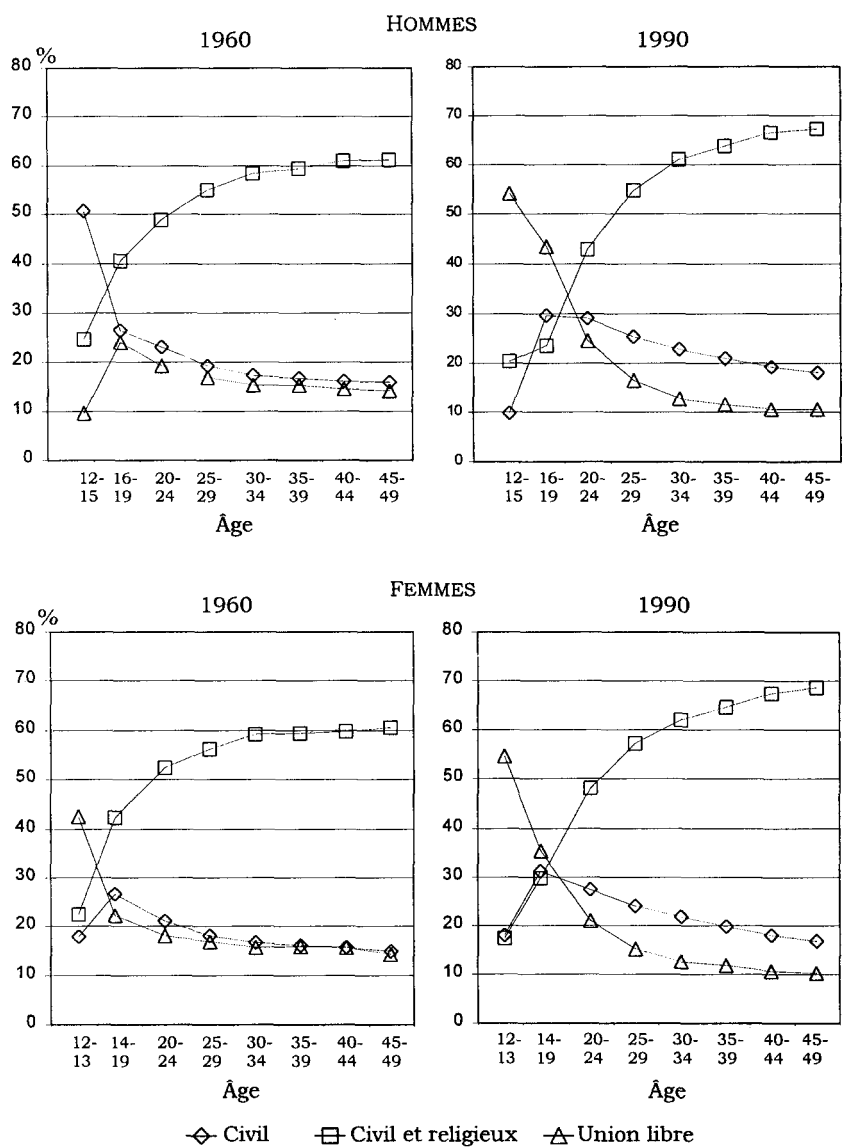 HOMMES
1960 1990
%
80 80
70 70
60 60
50 50
40 40
30 30
20 20
10 10
0 0
12- 16- 20- 25- 30- 35- 40- 45- 12- 16- 20- 25- 30- 35- 40- 45-
15 19 24 29 34 39 44 49 15 19 24 29 34 39 44 49
Âge Âge
FEMMES
1960 1990
%
80 80
70 70
60 60
50 50
40 40
30 30
20 20
10 10
0 0
12- 14- 20- 25- 30- 35- 40- 45- 12- 14- 20- 25- 30- 35- 40- 45-
13 19 24 29 34 39 44 49 13 19 24 29 34 39 44 49
Âge Âge
Civil Civil et religieux Union libre